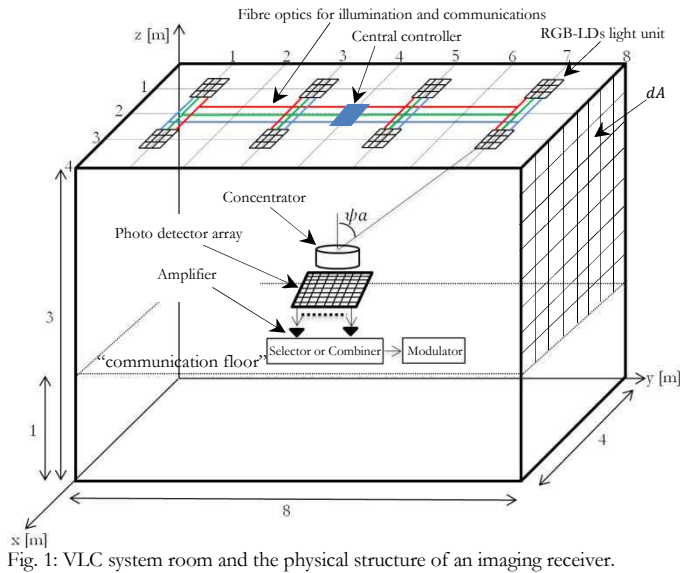 Fibre optics for illumination and communications
z [m]
Central controller
RGB-LDs light unit
1
2
3
4
5
6
7
8
1
2
3
4
dA
Concentrator
ψa
Photo detector array
Amplifier
3
Selector or Combiner
Modulator
“communication floor”
y [m]
1
4
8
x [m]
Fig. 1: VLC system room and the physical structure of an imaging receiver.